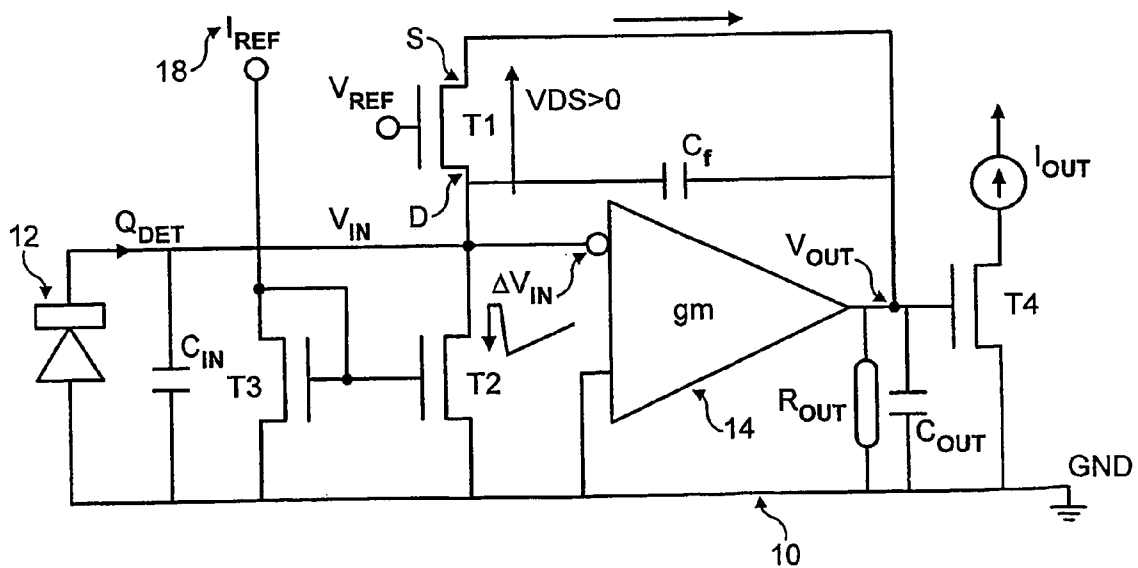 I_REF
18
S
V_REF
T1
VDS>0
C_f
I_OUT
D
12
Q_DET
V_IN
V_OUT
ΔV_IN
gm
T4
C_IN
T3
T2
14
R_OUT
C_OUT
GND
10